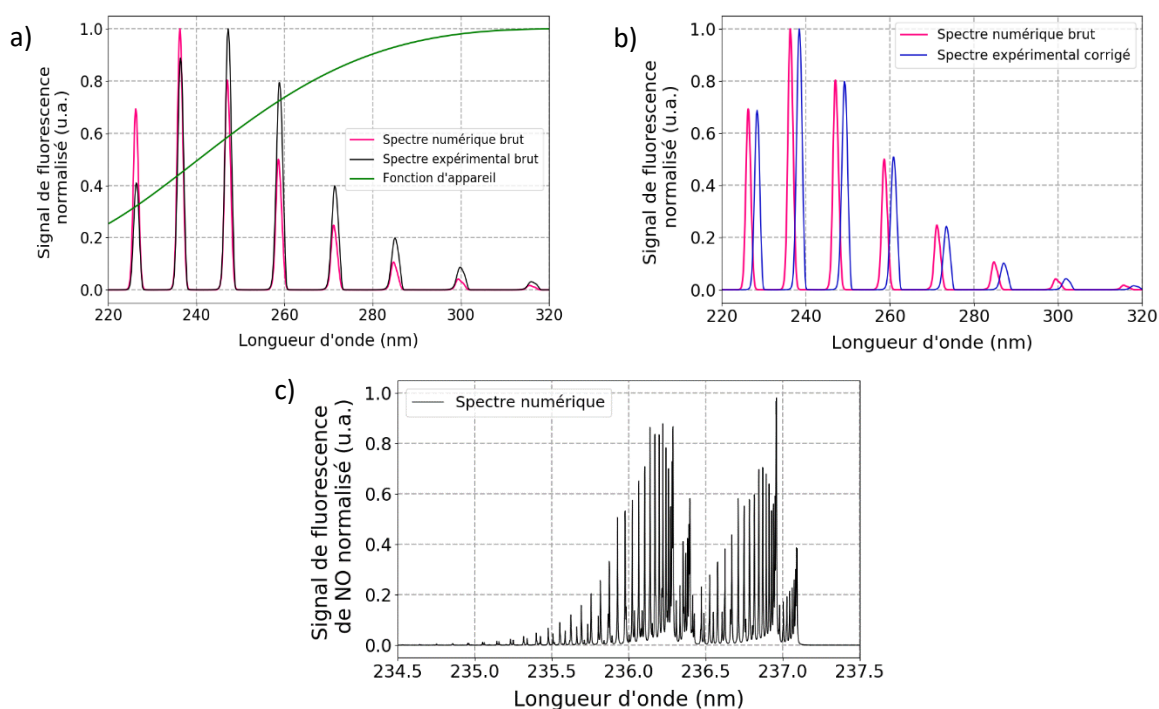 a)
Signal de fluorescence
normalisé (u.a.)
1.0
0.8
0.6
0.4
0.2
0.0
Spectre numérique brut
Spectre expérimental brut
Fonction d'appareil
220 240 260 280 300 320
Longueur d'onde (nm)
b)
Signal de fluorescence
normalisé (u.a.)
1.0
0.8
0.6
0.4
0.2
0.0
Spectre numérique brut
Spectre expérimental corrigé
220 240 260 280 300 320
Longueur d'onde (nm)
c)
Signal de fluorescence
de NO normalisé (u.a.)
1.0
0.8
0.6
0.4
0.2
0.0
Spectre numérique
234.5 235.0 235.5 236.0 236.5 237.0 237.5
Longueur d'onde (nm)